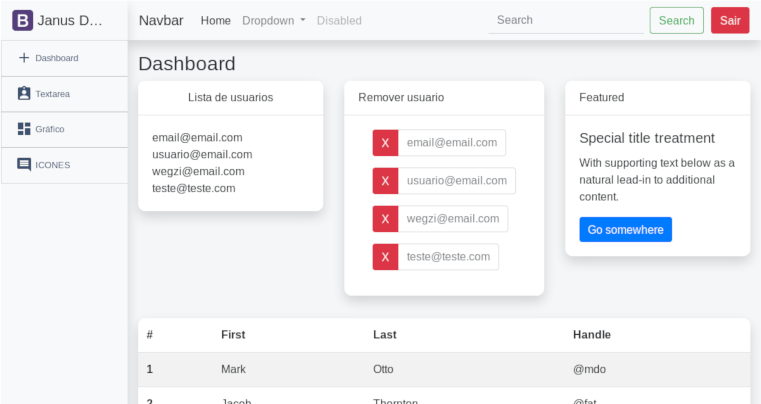 B Janus D...
Navbar Home Dropdown Disabled Search Search Sair
Dashboard
Textarea
Gráfico
ICONES
Dashboard
Lista de usuarios
email@email.com
usuario@email.com
wegzi@email.com
teste@teste.com
Remover usuario
X email@email.com
X usuario@email.com
X wegzi@email.com
X teste@teste.com
Featured
Special title treatment
With supporting text below as a
natural lead-in to additional
content.
Go somewhere
# First Last Handle
1 Mark Otto @mdo
2 Jacob Thornton @fat